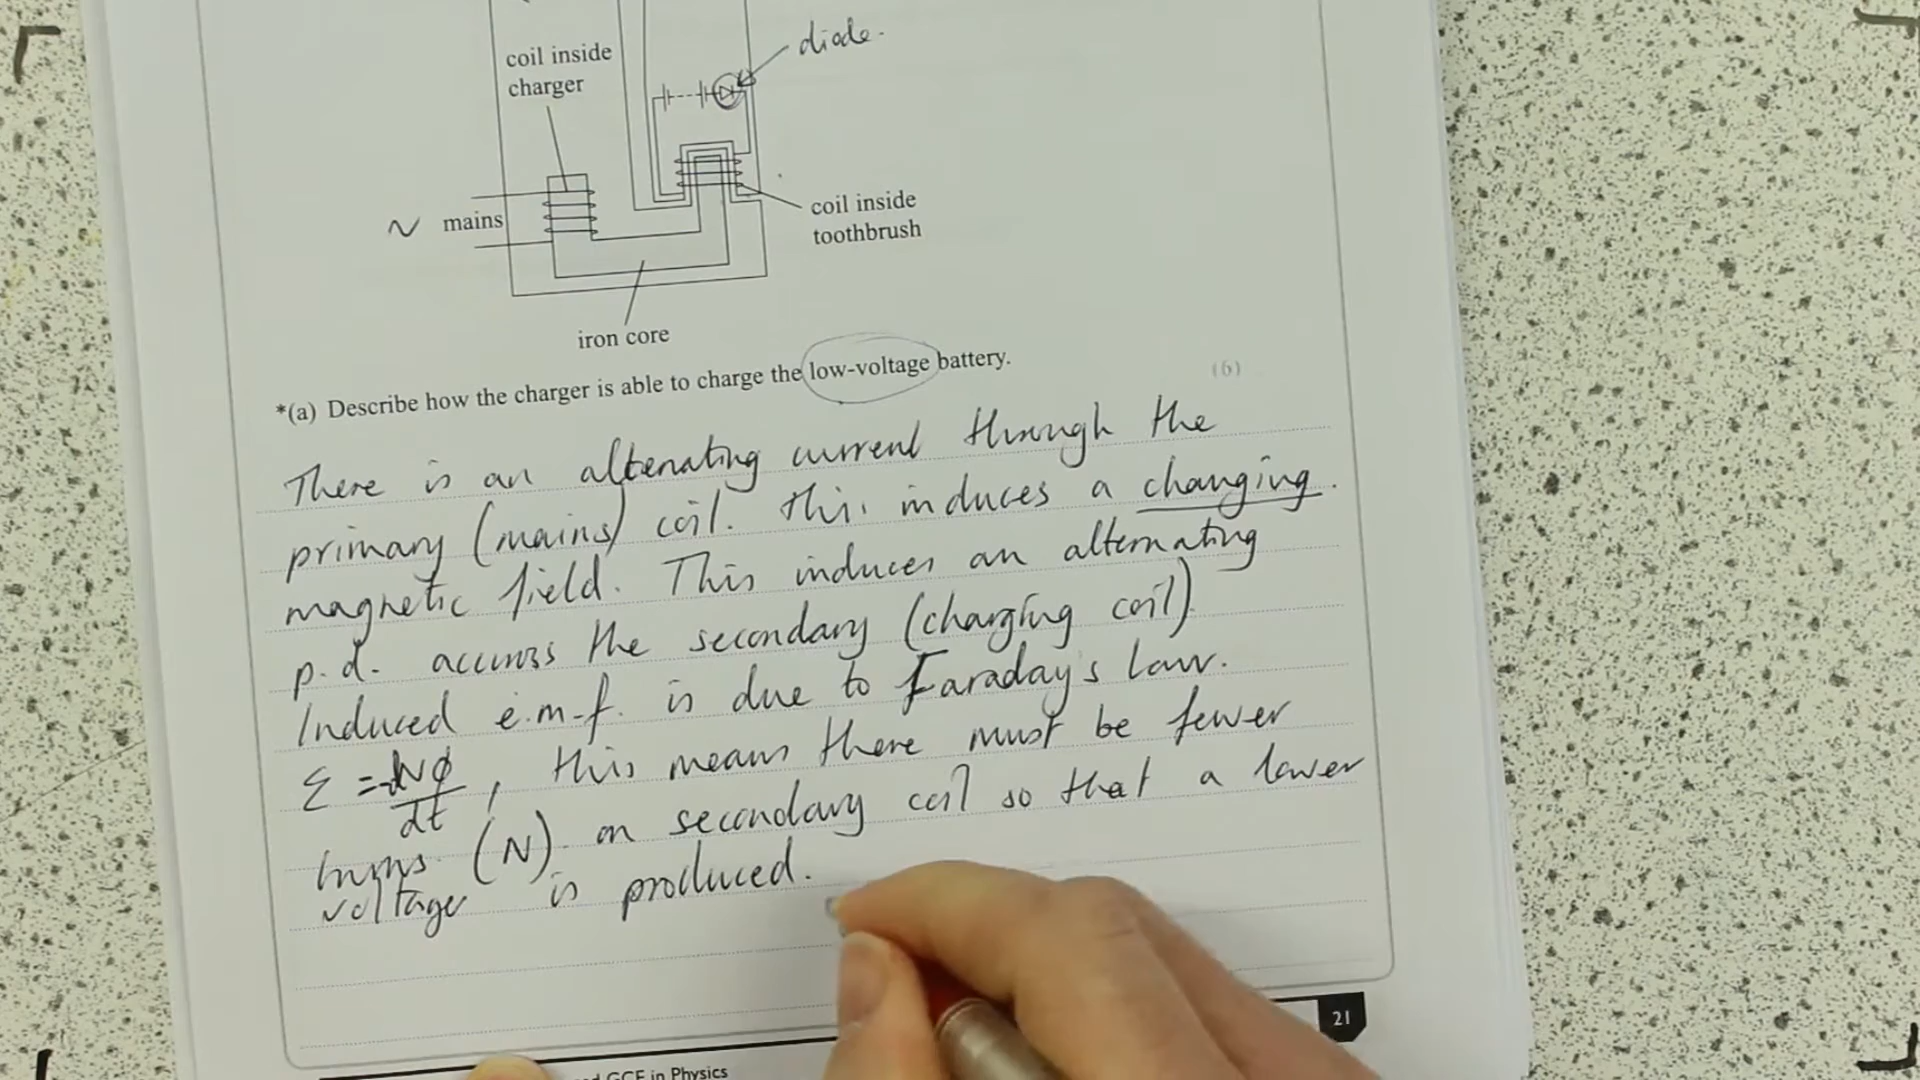 diode.
coil inside
charger
~ mains
coil inside
toothbrush
iron core
*(a) Describe how the charger is able to charge the low-voltage battery.
(6)
There is an alternating current through the
primary (mains) coil. This induces a changing
magnetic field. This induces an alternating
p.d. accross the secondary (charging coil)
Induced e.m.f. is due to Faraday's Law.
ε = -dNφ/dt, this means there must be fewer
turns (N) on secondary coil so that a lower
voltage is produced.
21
GCE in Physics